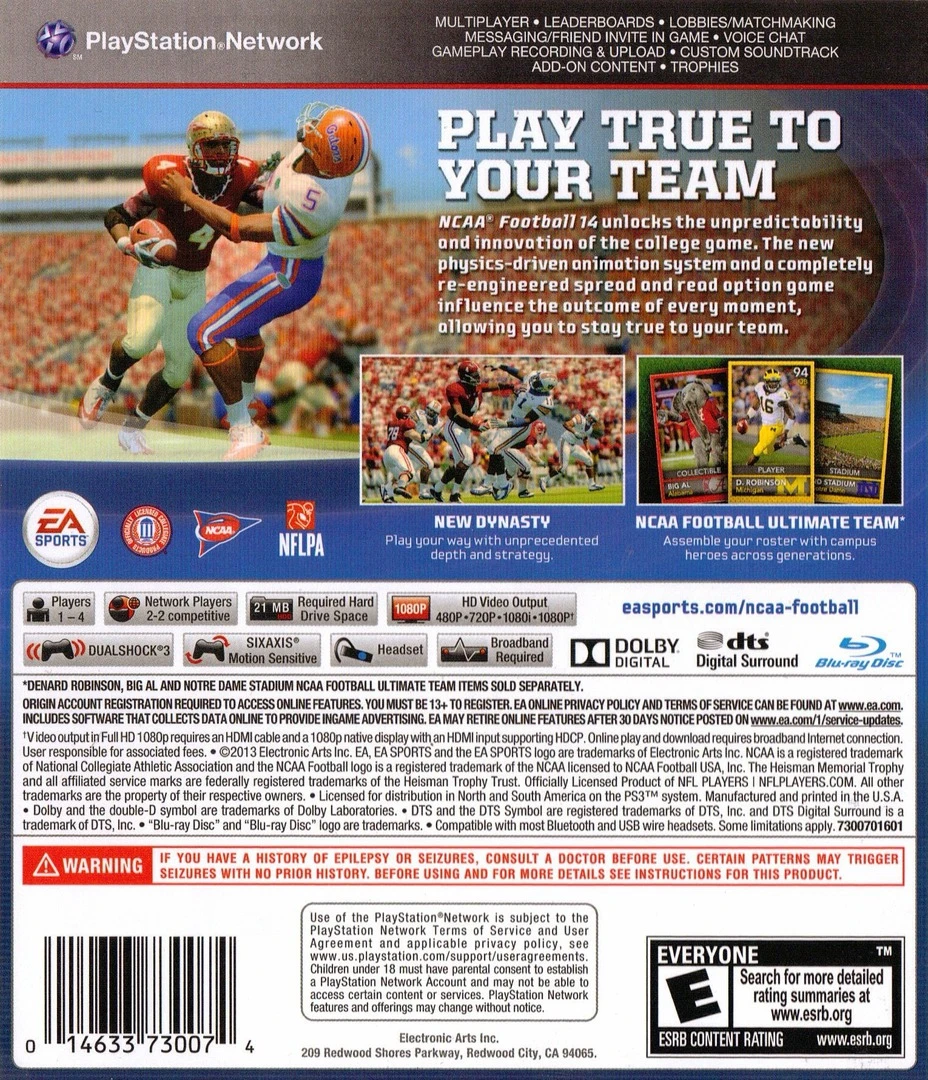 PlayStation®Network
SM
MULTIPLAYER • LEADERBOARDS • LOBBIES/MATCHMAKING
MESSAGING/FRIEND INVITE IN GAME • VOICE CHAT
GAMEPLAY RECORDING & UPLOAD • CUSTOM SOUNDTRACK
ADD-ON CONTENT • TROPHIES
PLAY TRUE TO
YOUR TEAM
NCAA® Football 14 unlocks the unpredictability
and innovation of the college game. The new
physics-driven animation system and a completely
re-engineered spread and read option game
influence the outcome of every moment,
allowing you to stay true to your team.
Gators
4
4
5
28
94
16
COLLECTIBLE
BIG AL
Alabama
PLAYER
D. ROBINSON
Michigan
M
STADIUM
STADIUM
Notre Dame
EA
SPORTS™
OFFICIALLY LICENSED COLLEGIATE PRODUCTS
NCAA
NFLPA
NEW DYNASTY
Play your way with unprecedented
depth and strategy.
NCAA FOOTBALL ULTIMATE TEAM*
Assemble your roster with campus
heroes across generations.
Players
1 – 4
Network Players
2-2 competitive
21 MB
Required Hard
Drive Space
1080P
HD Video Output
480P•720P•1080i•1080P†
easports.com/ncaa-football
DUALSHOCK®3
SIXAXIS®
Motion Sensitive
Headset
Broadband
Required
DOLBY
DIGITAL
dts
Digital Surround
Blu-ray Disc™
*DENARD ROBINSON, BIG AL AND NOTRE DAME STADIUM NCAA FOOTBALL ULTIMATE TEAM ITEMS SOLD SEPARATELY.
ORIGIN ACCOUNT REGISTRATION REQUIRED TO ACCESS ONLINE FEATURES. YOU MUST BE 13+ TO REGISTER. EA ONLINE PRIVACY POLICY AND TERMS OF SERVICE CAN BE FOUND AT www.ea.com.
INCLUDES SOFTWARE THAT COLLECTS DATA ONLINE TO PROVIDE INGAME ADVERTISING. EA MAY RETIRE ONLINE FEATURES AFTER 30 DAYS NOTICE POSTED ON www.ea.com/1/service-updates.
†Video output in Full HD 1080p requires an HDMI cable and a 1080p native display with an HDMI input supporting HDCP. Online play and download requires broadband Internet connection.
User responsible for associated fees. • ©2013 Electronic Arts Inc. EA, EA SPORTS and the EA SPORTS logo are trademarks of Electronic Arts Inc. NCAA is a registered trademark
of National Collegiate Athletic Association and the NCAA Football logo is a registered trademark of the NCAA licensed to NCAA Football USA, Inc. The Heisman Memorial Trophy
and all affiliated service marks are federally registered trademarks of the Heisman Trophy Trust. Officially Licensed Product of NFL PLAYERS | NFLPLAYERS.COM. All other
trademarks are the property of their respective owners. • Licensed for distribution in North and South America on the PS3™ system. Manufactured and printed in the U.S.A.
• Dolby and the double-D symbol are trademarks of Dolby Laboratories. • DTS and the DTS Symbol are registered trademarks of DTS, Inc. and DTS Digital Surround is a
trademark of DTS, Inc. • “Blu-ray Disc” and “Blu-ray Disc” logo are trademarks. • Compatible with most Bluetooth and USB wire headsets. Some limitations apply. 7300701601
WARNING
IF YOU HAVE A HISTORY OF EPILEPSY OR SEIZURES, CONSULT A DOCTOR BEFORE USE. CERTAIN PATTERNS MAY TRIGGER
SEIZURES WITH NO PRIOR HISTORY. BEFORE USING AND FOR MORE DETAILS SEE INSTRUCTIONS FOR THIS PRODUCT.
Use of the PlayStation®Network is subject to the
PlayStation Network Terms of Service and User
Agreement and applicable privacy policy, see
www.us.playstation.com/support/useragreements.
Children under 18 must have parental consent to establish
a PlayStation Network Account and may not be able to
access certain content or services. PlayStation Network
features and offerings may change without notice.
Electronic Arts Inc.
209 Redwood Shores Parkway, Redwood City, CA 94065.
0 14633 73007 4
EVERYONE ™
E
Search for more detailed
rating summaries at
www.esrb.org
ESRB CONTENT RATING www.esrb.org